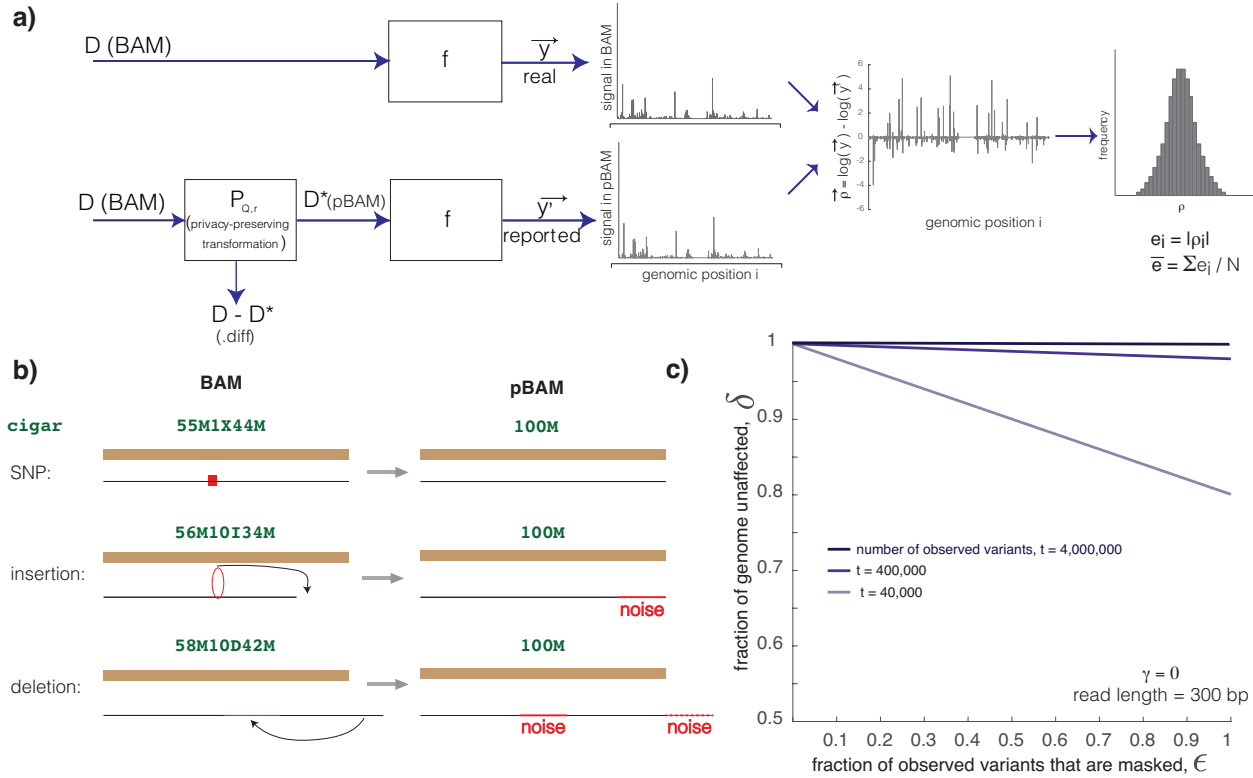 a)
D (BAM)
f
y
real
signal in BAM
D (BAM)
P Q,r
(privacy-preserving
transformation)
D*(pBAM)
f
y'
reported
signal in pBAM
genomic position i
D - D*
(.diff)
ρ = log( y ) - log( y' )
6
4
2
0
-2
-4
-6
genomic position i
frequency
ρ
ei = |ρi|
e = Σei / N
b)
BAM
pBAM
cigar
55M1X44M
100M
SNP:
56M10I34M
100M
insertion:
noise
58M10D42M
100M
deletion:
noise
noise
c)
fraction of genome unaffected, δ
1
0.9
0.8
0.7
0.6
0.5
number of observed variants, t = 4,000,000
t = 400,000
t = 40,000
γ = 0
read length = 300 bp
0.1 0.2 0.3 0.4 0.5 0.6 0.7 0.8 0.9 1
fraction of observed variants that are masked, ϵ